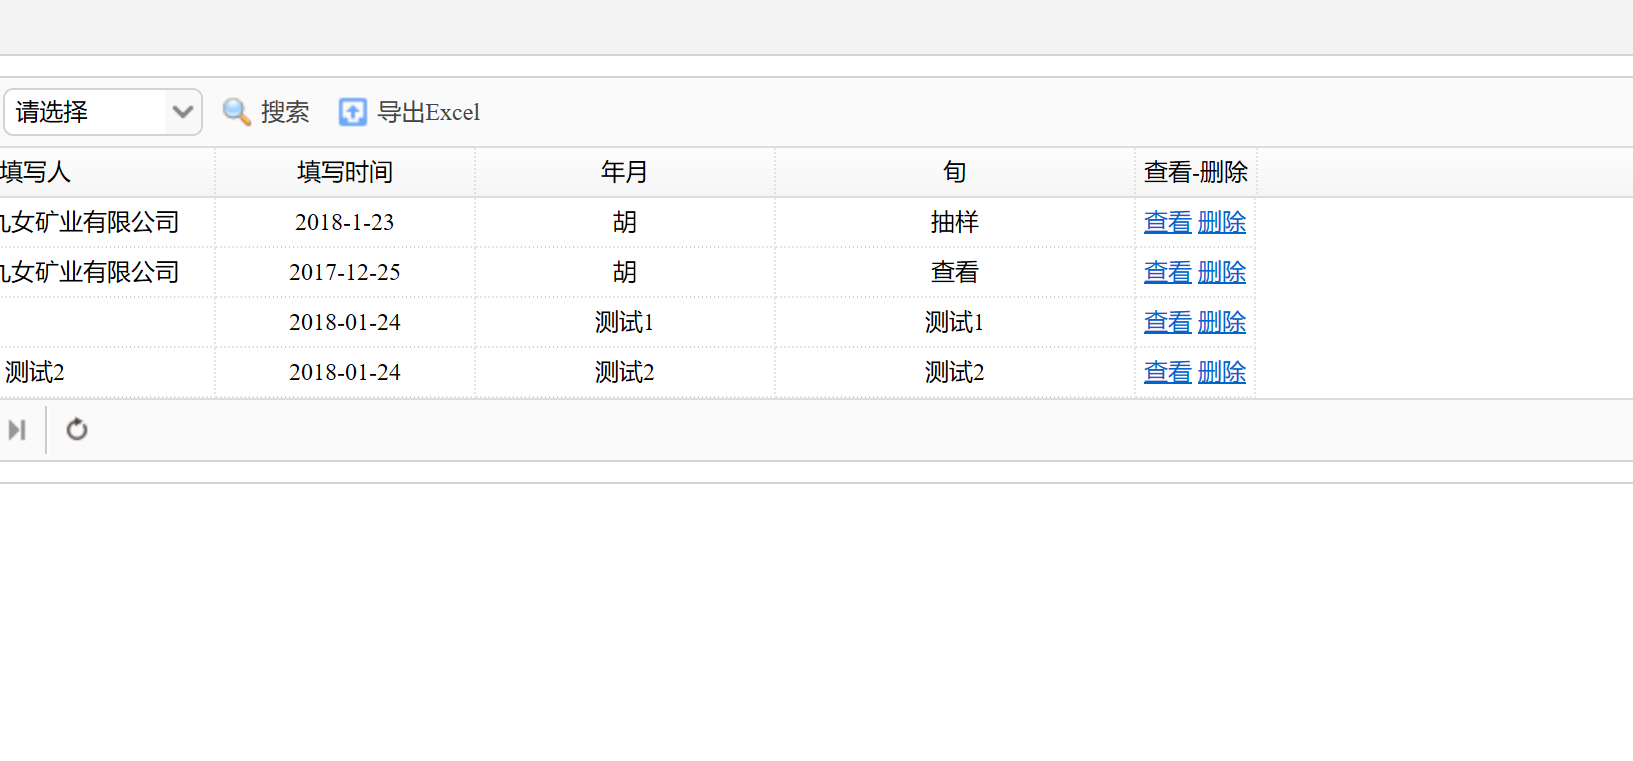 请选择 搜索 导出Excel
填写人 填写时间 年月 旬 查看-删除
女矿业有限公司 2018-1-23 胡 抽样 查看 删除
女矿业有限公司 2017-12-25 胡 查看 查看 删除
2018-01-24 测试1 测试1 查看 删除
测试2 2018-01-24 测试2 测试2 查看 删除